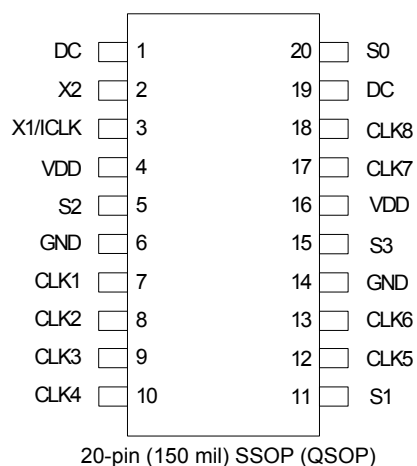 DC 1 20 S0
X2 2 19 DC
X1/ICLK 3 18 CLK8
VDD 4 17 CLK7
S2 5 16 VDD
GND 6 15 S3
CLK1 7 14 GND
CLK2 8 13 CLK6
CLK3 9 12 CLK5
CLK4 10 11 S1
20-pin (150 mil) SSOP (QSOP)